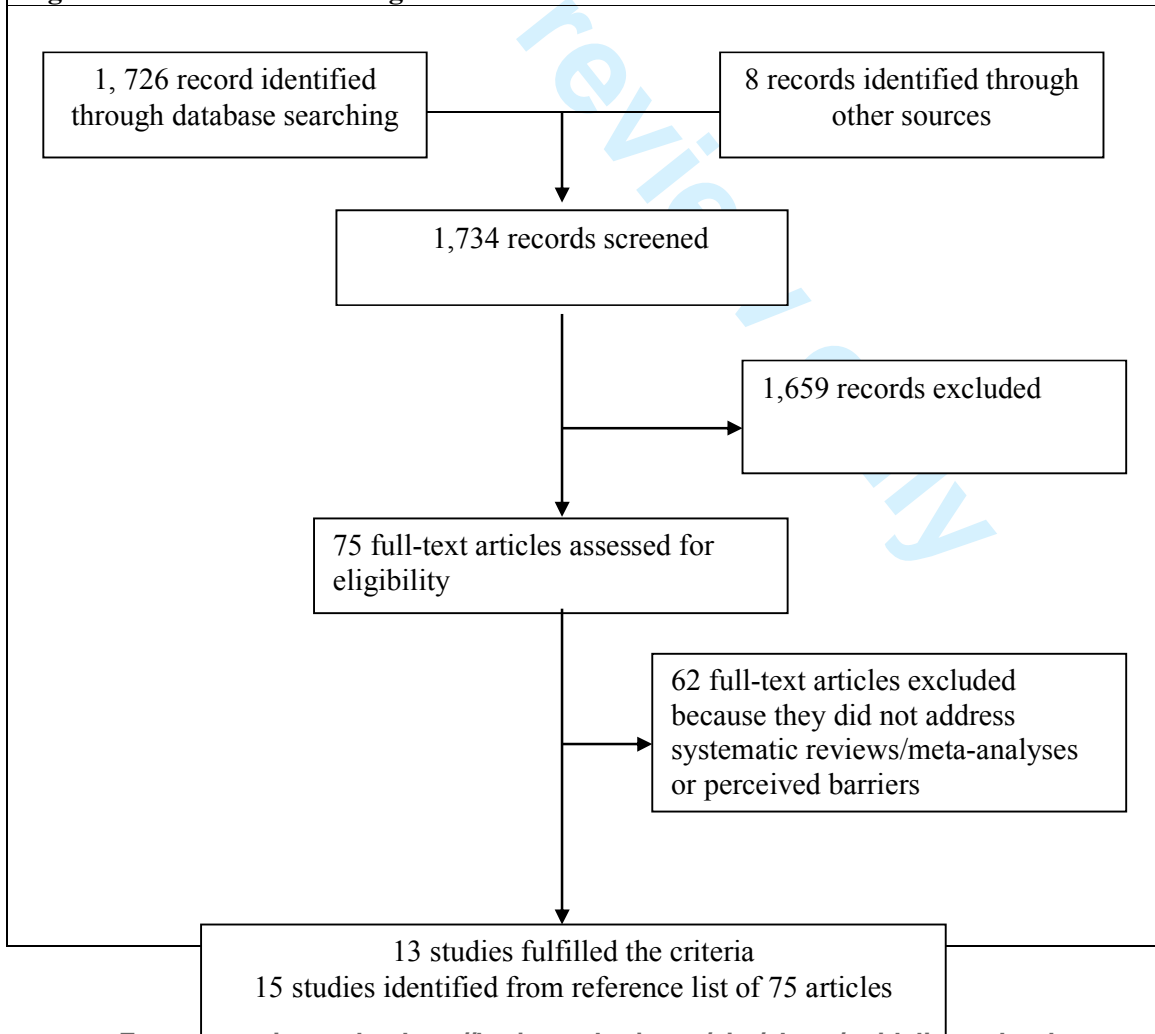 1, 726 record identified
through database searching
8 records identified through
other sources
1,734 records screened
1,659 records excluded
75 full-text articles assessed for
eligibility
62 full-text articles excluded
because they did not address
systematic reviews/meta-analyses
or perceived barriers
13 studies fulfilled the criteria
15 studies identified from reference list of 75 articles
review only